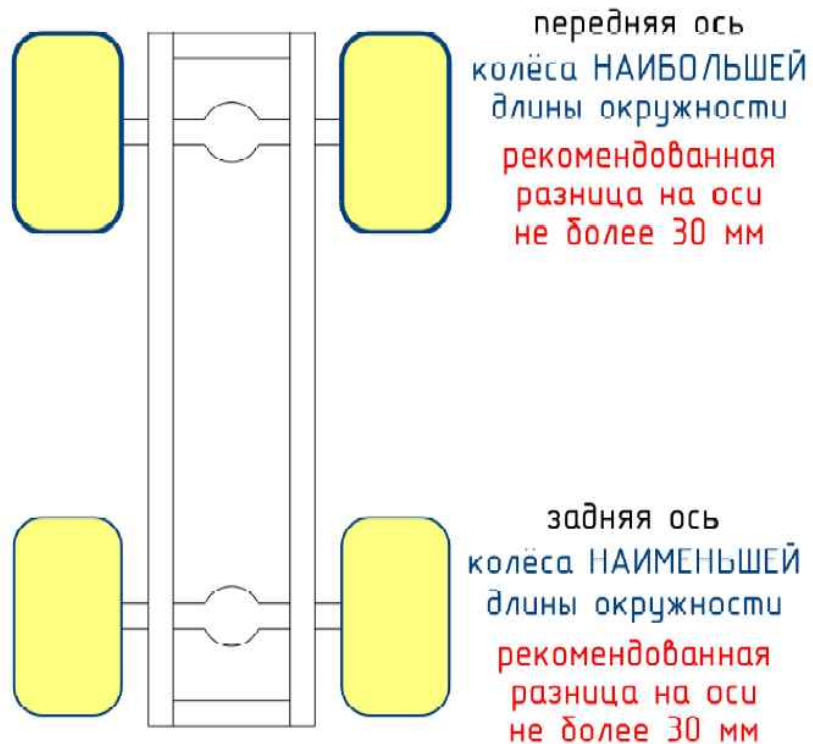 передняя ось
колёса НАИБОЛЬШЕЙ
длины окружности
рекомендованная
разница на оси
не более 30 мм
задняя ось
колёса НАИМЕНЬШЕЙ
длины окружности
рекомендованная
разница на оси
не более 30 мм